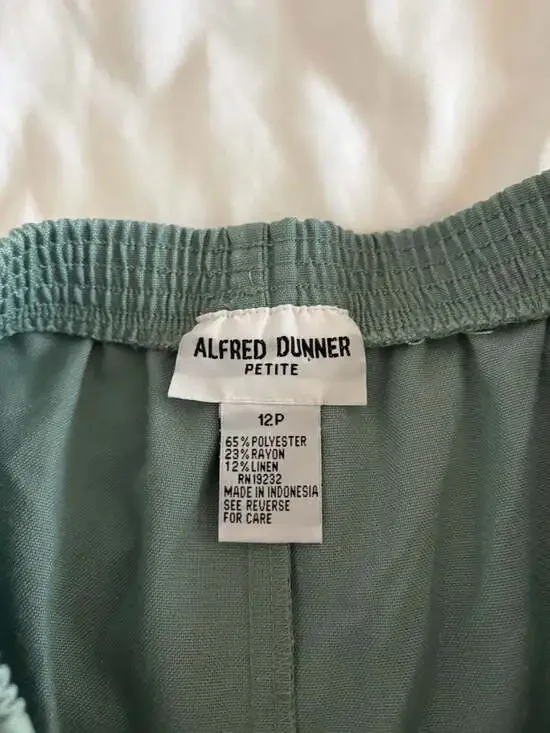 ALFRED DUNNER
PETITE
12P
65% POLYESTER
23% RAYON
12% LINEN
RN19232
MADE IN INDONESIA
SEE REVERSE
FOR CARE